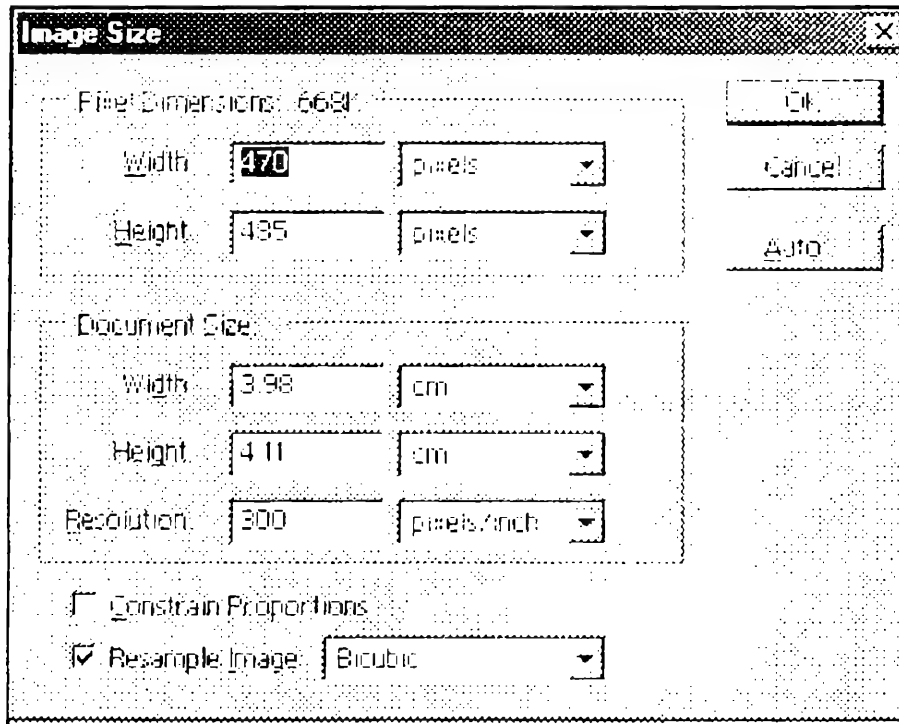 Image Size
Pixel Dimensions: 668K
OK
Width: 470 pixels
Cancel
Height: 485 pixels
Auto...
Document Size:
Width: 3.98 cm
Height: 4.11 cm
Resolution: 300 pixels/inch
Constrain Proportions
Resample Image: Bicubic